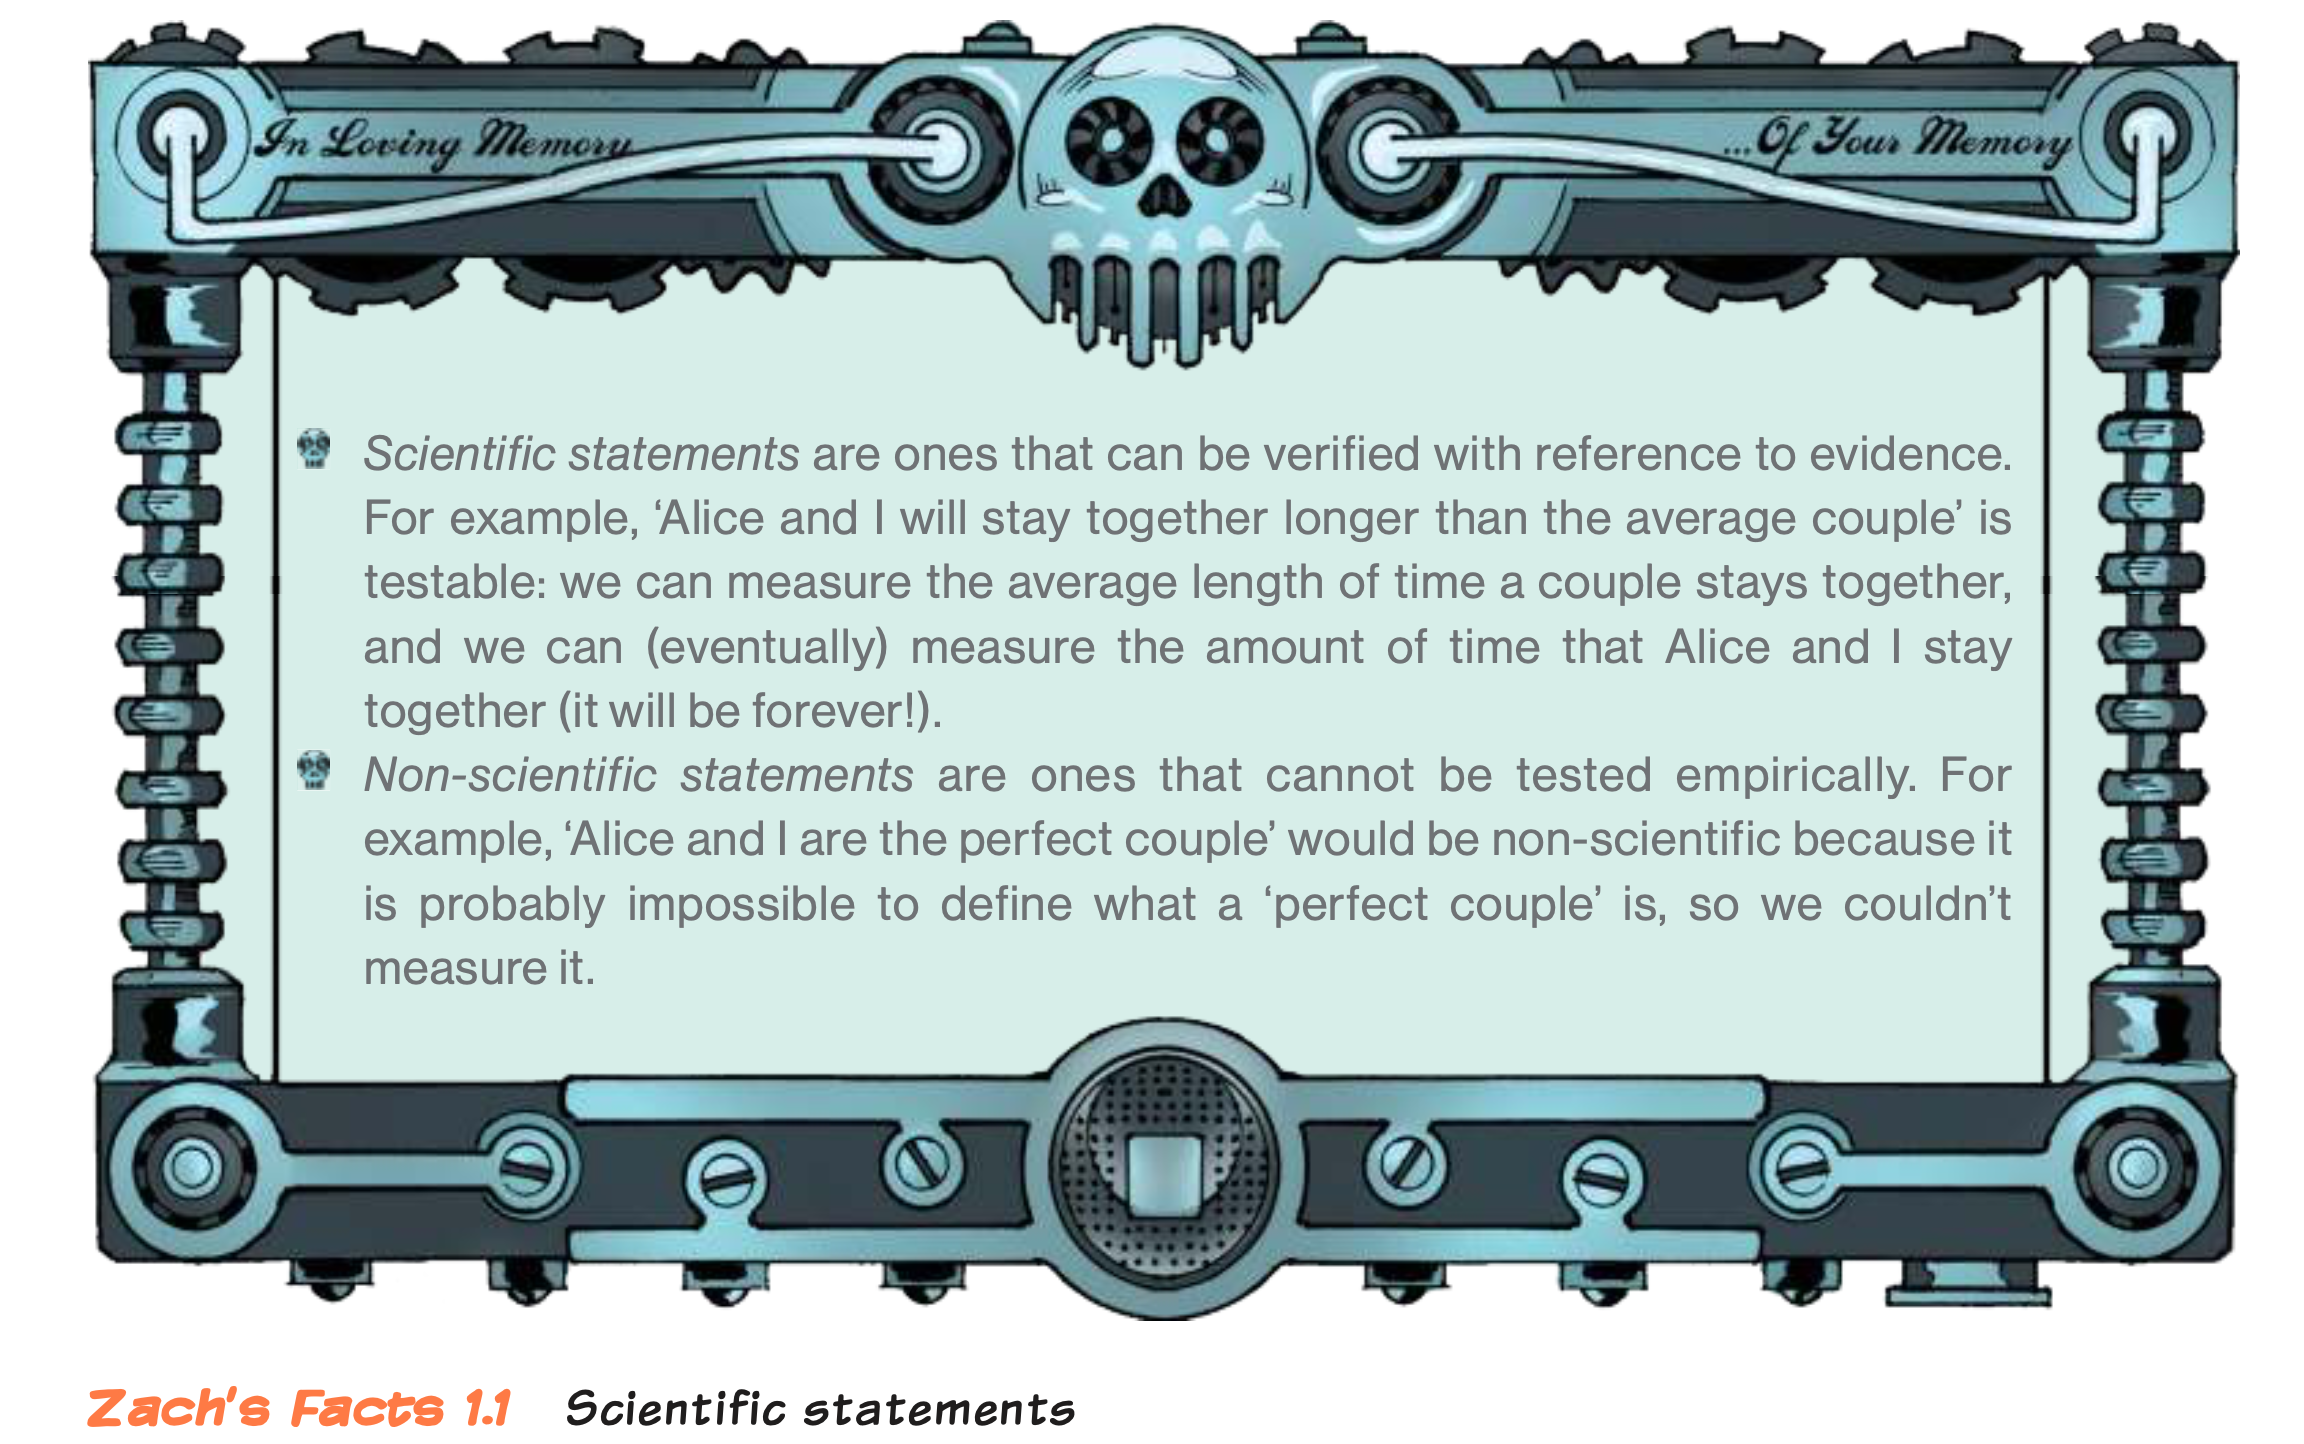 In Loving Memory
...Of Your Memory
Scientific statements are ones that can be verified with reference to evidence.
For example, ‘Alice and I will stay together longer than the average couple’ is
testable: we can measure the average length of time a couple stays together,
and we can (eventually) measure the amount of time that Alice and I stay
together (it will be forever!).
Non-scientific statements are ones that cannot be tested empirically. For
example, ‘Alice and I are the perfect couple’ would be non-scientific because it
is probably impossible to define what a ‘perfect couple’ is, so we couldn’t
measure it.
Zach's Facts 1.1 Scientific statements